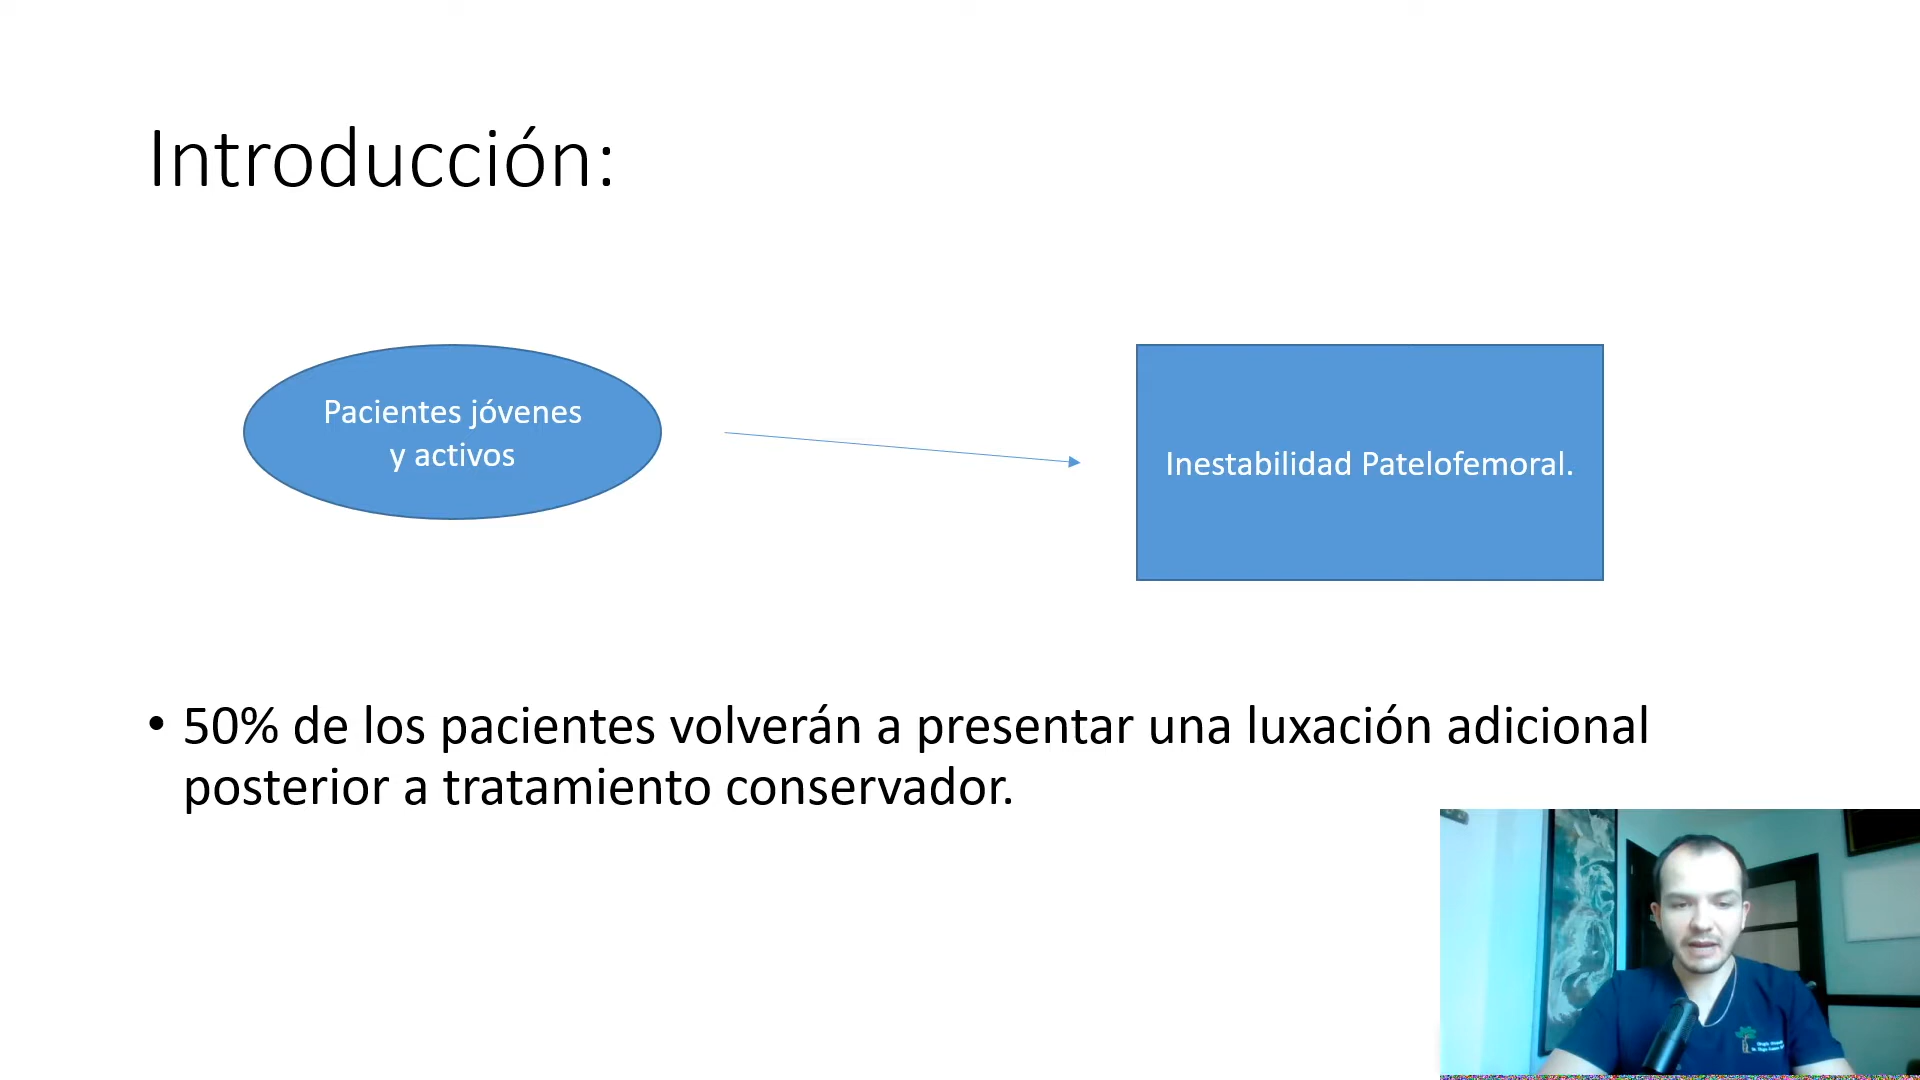 Introducción:
Pacientes jóvenes
y activos
Inestabilidad Patelofemoral.
• 50% de los pacientes volverán a presentar una luxación adicional
posterior a tratamiento conservador.